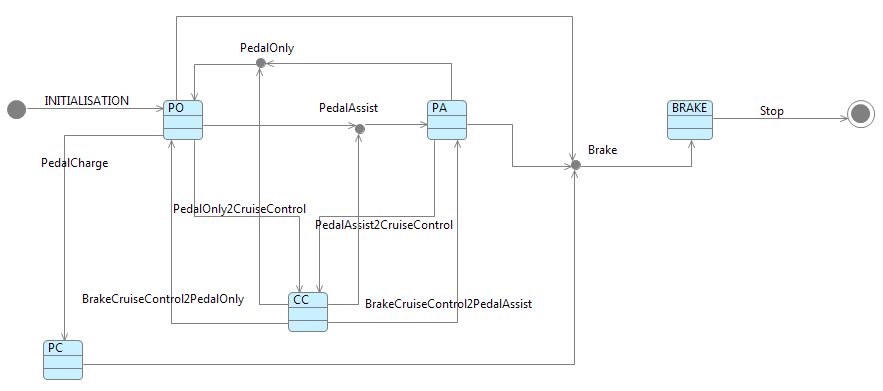 PedalOnly
INITIALISATION
PO
PedalAssist
PA
BRAKE
Stop
Brake
PedalCharge
PedalOnly2CruiseControl
PedalAssist2CruiseControl
BrakeCruiseControl2PedalOnly
CC
BrakeCruiseControl2PedalAssist
PC